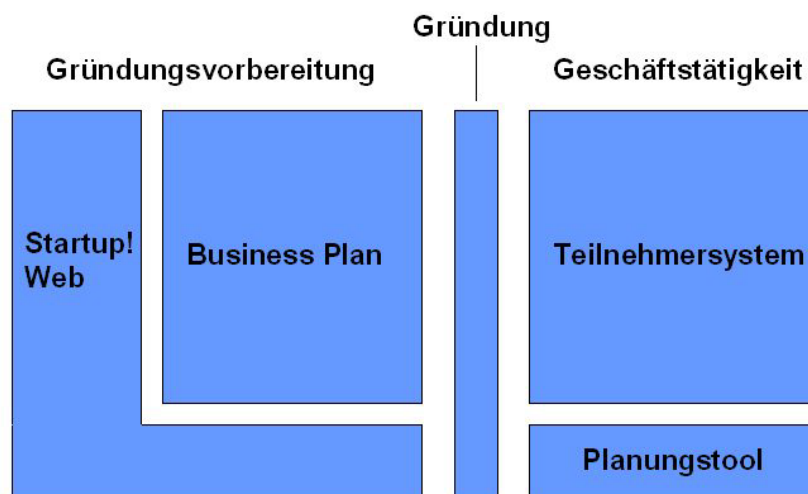 Gründung
Gründungsvorbereitung
Geschäftstätigkeit
Startup!
Web
Business Plan
Teilnehmersystem
Planungstool